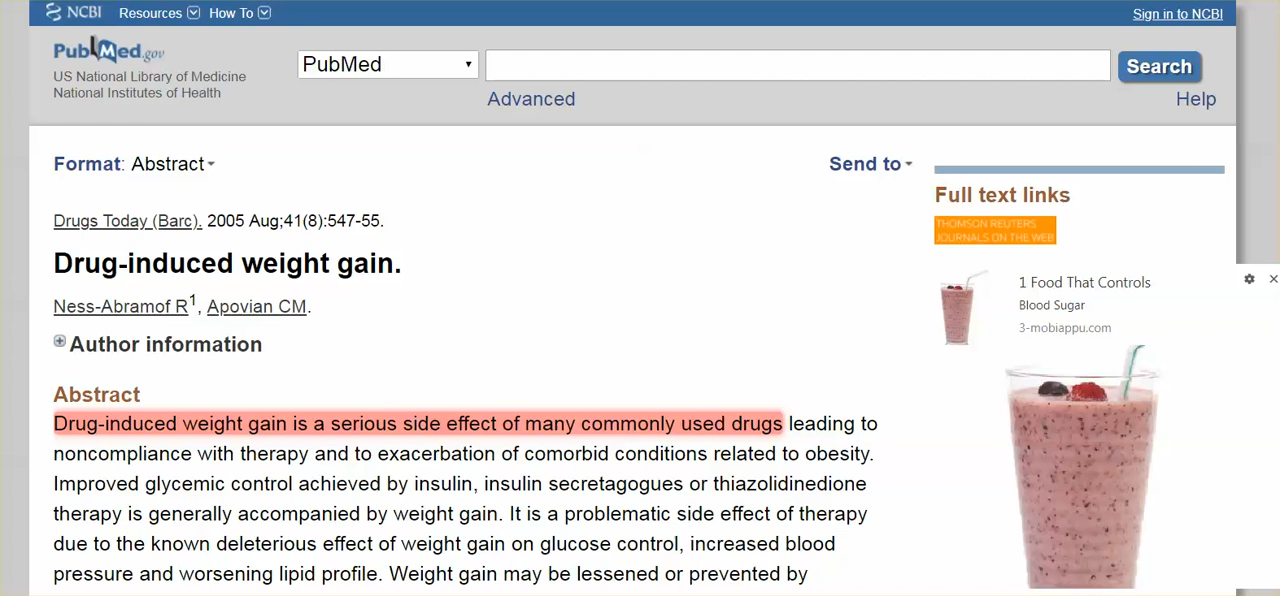 NCBI Resources How To Sign in to NCBI
PubMed.gov
US National Library of Medicine
National Institutes of Health
PubMed Search
Advanced Help
Format: Abstract Send to
Full text links
THOMSON REUTERS
JOURNALS ON THE WEB
Drugs Today (Barc). 2005 Aug;41(8):547-55.
Drug-induced weight gain.
Ness-Abramof R1, Apovian CM.
Author information
Abstract
Drug-induced weight gain is a serious side effect of many commonly used drugs leading to
noncompliance with therapy and to exacerbation of comorbid conditions related to obesity.
Improved glycemic control achieved by insulin, insulin secretagogues or thiazolidinedione
therapy is generally accompanied by weight gain. It is a problematic side effect of therapy
due to the known deleterious effect of weight gain on glucose control, increased blood
pressure and worsening lipid profile. Weight gain may be lessened or prevented by
1 Food That Controls
Blood Sugar
3-mobiappu.com